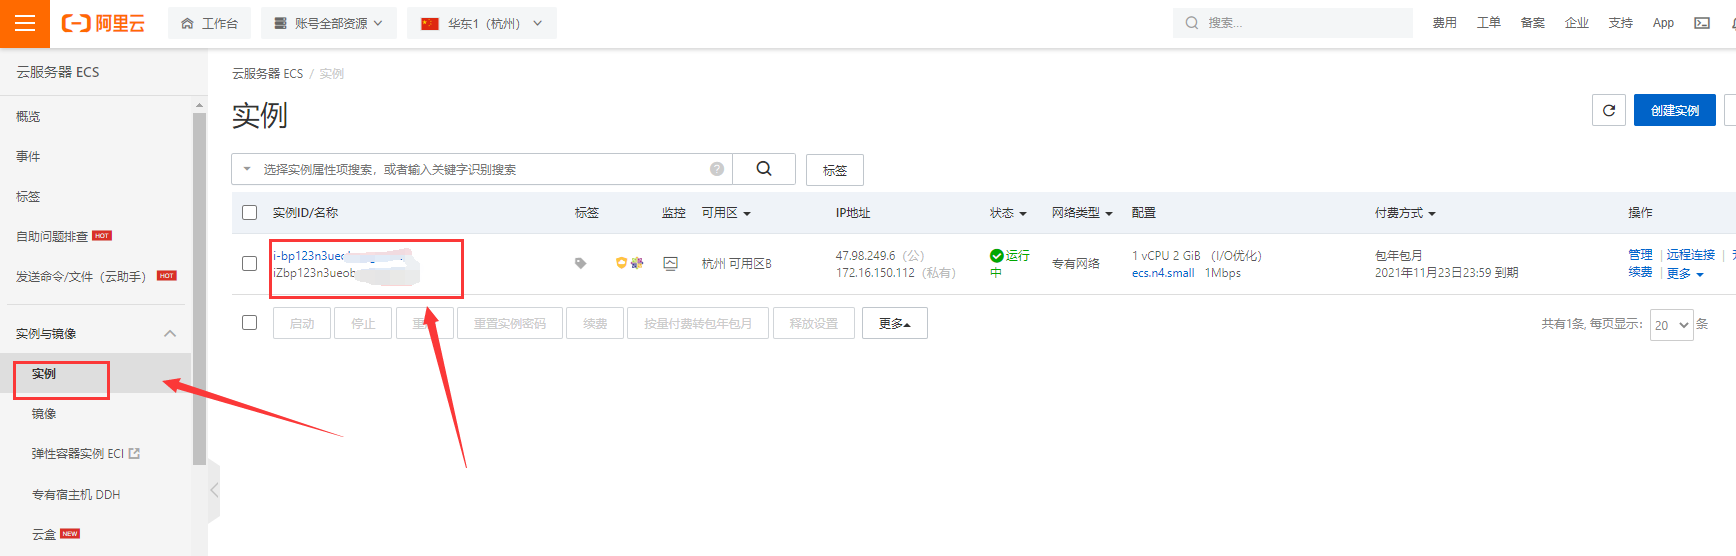 阿里云 工作台 账号全部资源 华东1（杭州） 搜索... 费用 工单 备案 企业 支持 App
云服务器 ECS
概览
事件
标签
自助问题排查 HOT
发送命令/文件（云助手） HOT
实例与镜像
实例
镜像
弹性容器实例 ECI
专有宿主机 DDH
云盒 NEW
云服务器 ECS / 实例
实例
创建实例
选择实例属性项搜索，或者输入关键字识别搜索 ? 标签
实例ID/名称 标签 监控 可用区 IP地址 状态 网络类型 配置 付费方式 操作
i-bp123n3ueo
iZbp123n3ueob
杭州 可用区B
47.98.249.6（公）
172.16.150.112（私有）
运行
中
专有网络
1 vCPU 2 GiB （I/O优化）
ecs.n4.small 1Mbps
包年包月
2021年11月23日23:59 到期
管理 | 远程连接 |
续费 | 更多
启动 停止 重 重置实例密码 续费 按量付费转包年包月 释放设置 更多
共有1条, 每页显示: 20 条